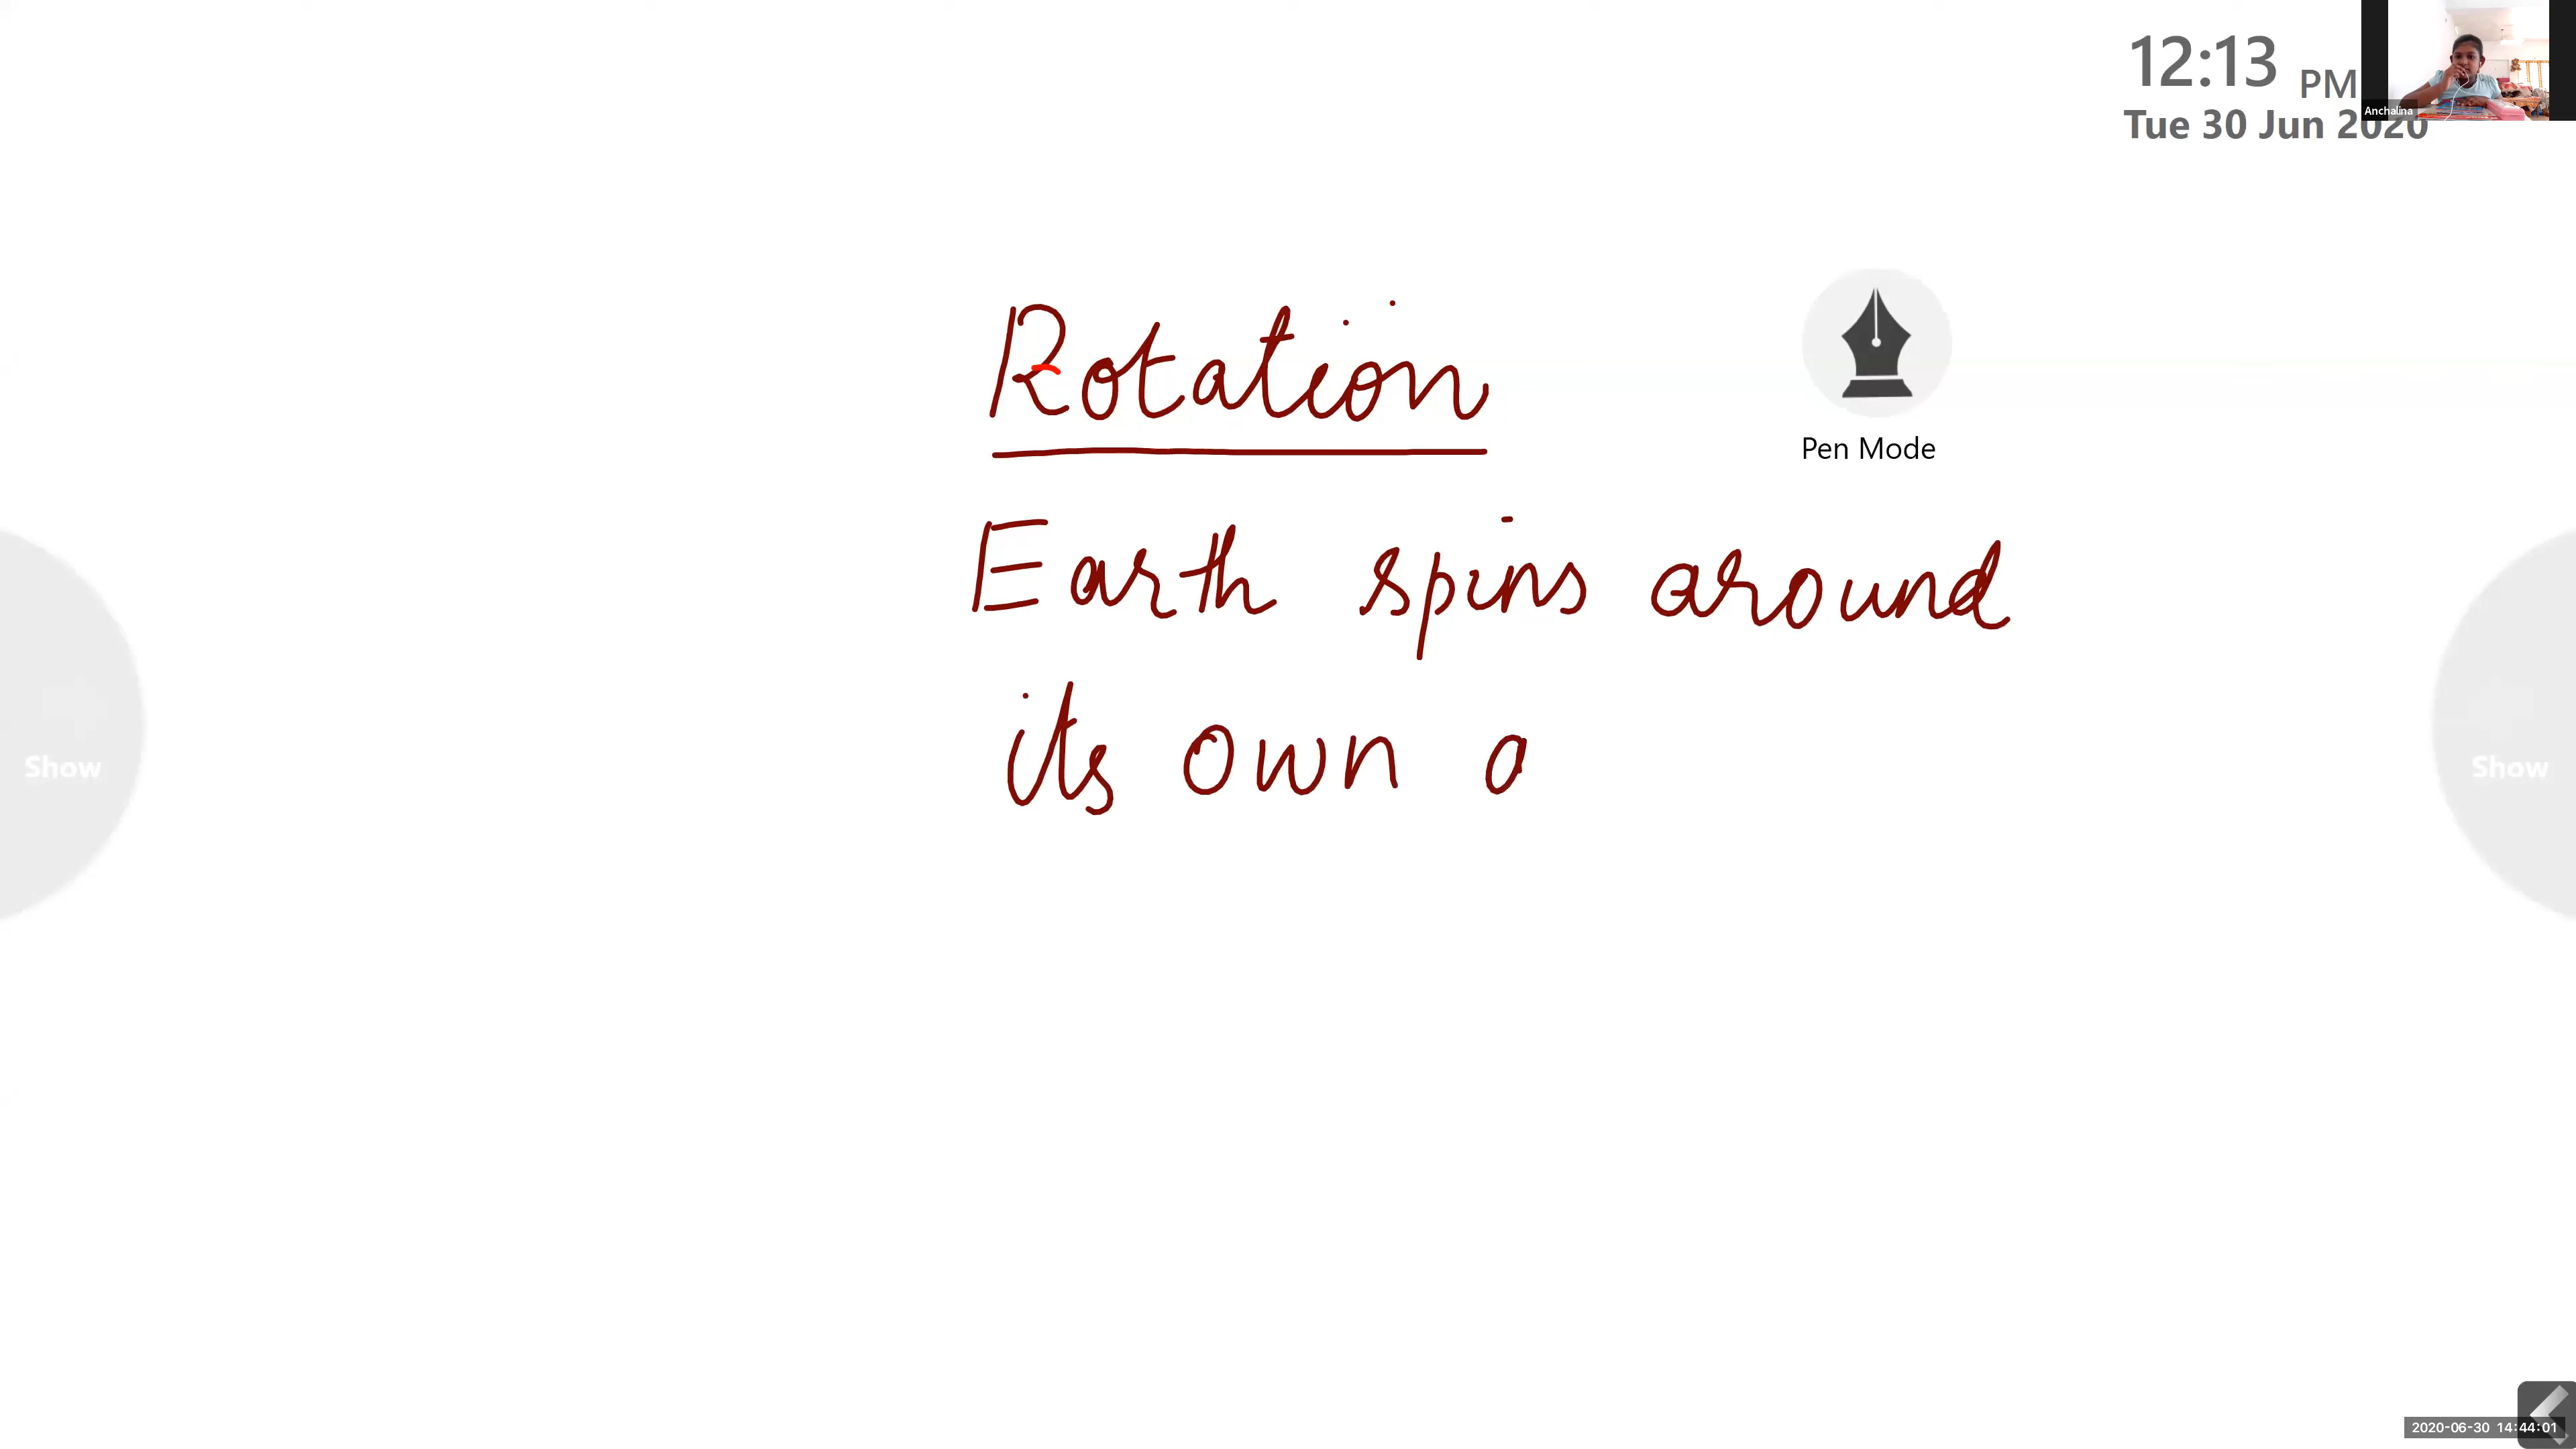 12:13 PM
Tue 30 Jun 2020
Anchalina
Rotation
Pen Mode
Earth spins around
its own a
Show
Show
2020-06-30 14:44:01